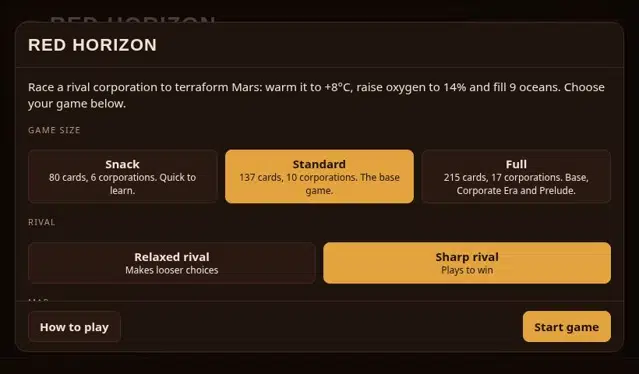 RED HORIZON
RED HORIZON
Race a rival corporation to terraform Mars: warm it to +8°C, raise oxygen to 14% and fill 9 oceans. Choose
your game below.
GAME SIZE
Snack
80 cards, 6 corporations. Quick to
learn.
Standard
137 cards, 10 corporations. The base
game.
Full
215 cards, 17 corporations. Base,
Corporate Era and Prelude.
RIVAL
Relaxed rival
Makes looser choices
Sharp rival
Plays to win
How to play
Start game